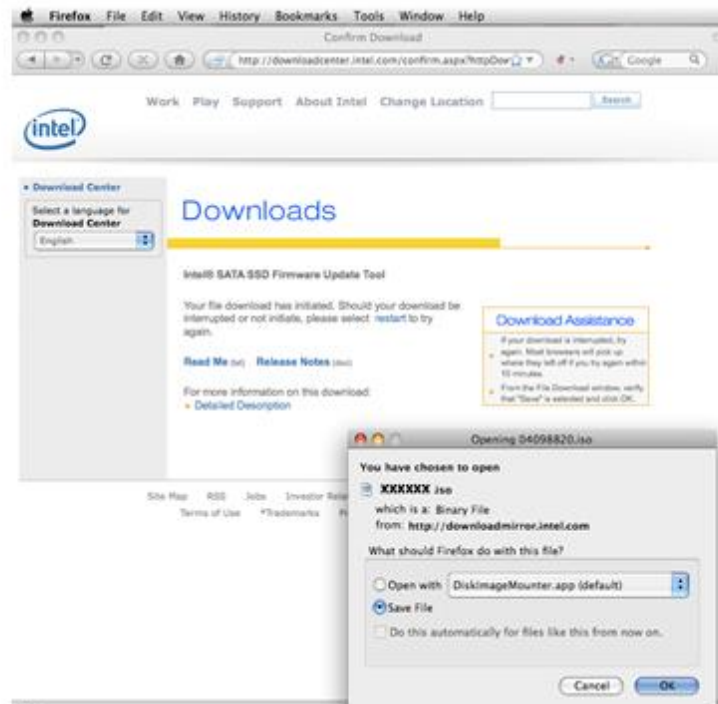 Firefox File Edit View History Bookmarks Tools Window Help
Confirm Download
http://downloadcenter.intel.com/confirm.aspx?httpDow
Google
Work Play Support About Intel Change Location
Search
intel
Download Center
Select a language for
Download Center
English
Downloads
Intel® SATA SSD Firmware Update Tool
Your file download has initiated. Should your download be
interrupted or not initiate, please select restart to try
again.
Read Me (txt) Release Notes
For more information on this download:
Detailed Description
Download Assistance
If your download is interrupted, try
again. Most browsers will pick up
where they left off if you try again within
10 minutes.
From the File Download window, verify
that "Save" is selected and click OK.
Site Map RSS Jobs Investor Rela
Terms of Use *Trademarks
Opening 04098820.iso
You have chosen to open
XXXXXX .iso
which is a: Binary File
from: http://downloadmirror.intel.com
What should Firefox do with this file?
Open with DiskImageMounter.app (default)
Save File
Do this automatically for files like this from now on.
Cancel OK